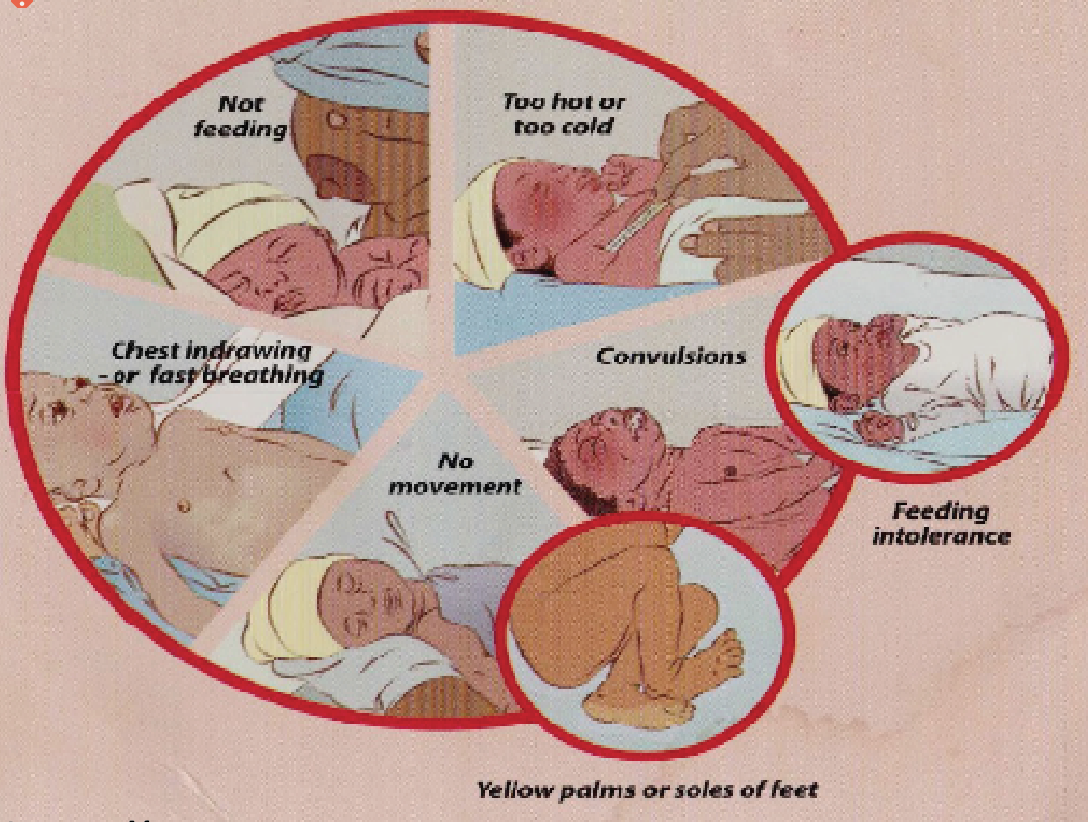 Not
feeding
Too hot or
too cold
Chest indrawing
- or fast breathing
Convulsions
No
movement
Feeding
intolerance
Yellow palms or soles of feet